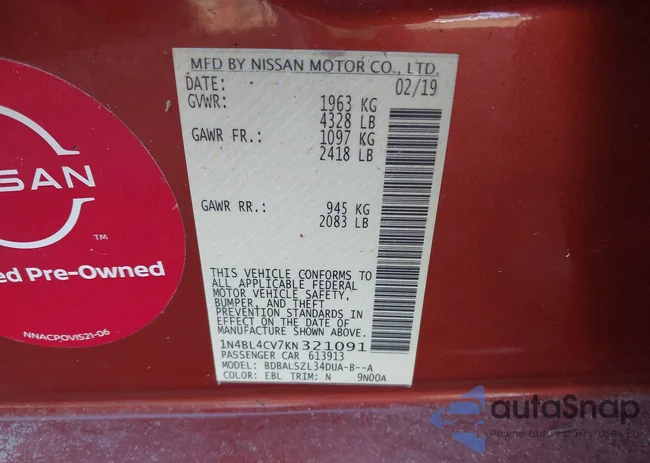 MFD BY NISSAN MOTOR CO., LTD.
DATE: 02/19
GVWR: 1963 KG
4328 LB
GAWR FR.: 1097 KG
2418 LB
GAWR RR.: 945 KG
2083 LB
THIS VEHICLE CONFORMS TO
ALL APPLICABLE FEDERAL
MOTOR VEHICLE SAFETY,
BUMPER, AND THEFT
PREVENTION STANDARDS IN
EFFECT ON THE DATE OF
MANUFACTURE SHOWN ABOVE.
1N4BL4CV7KN321091
PASSENGER CAR 613913
MODEL: BDBALSZL34DUA-B--A
COLOR: EBL TRIM: N 9N00A
SSAN
TM
ed Pre-Owned
NNACPOVIS21-06
autaSnap